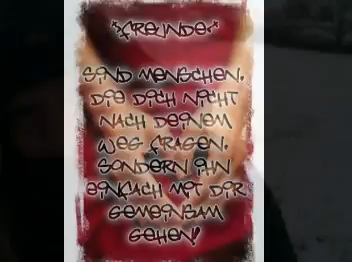 *FREUNDE*
SIND MENSCHEN,
DIE DICH NICHT
NACH DEINEM
WEG FRAGEN,
SONDERN IHN
EINFACH MIT DIR
GEMEINSAM
GEHEN!